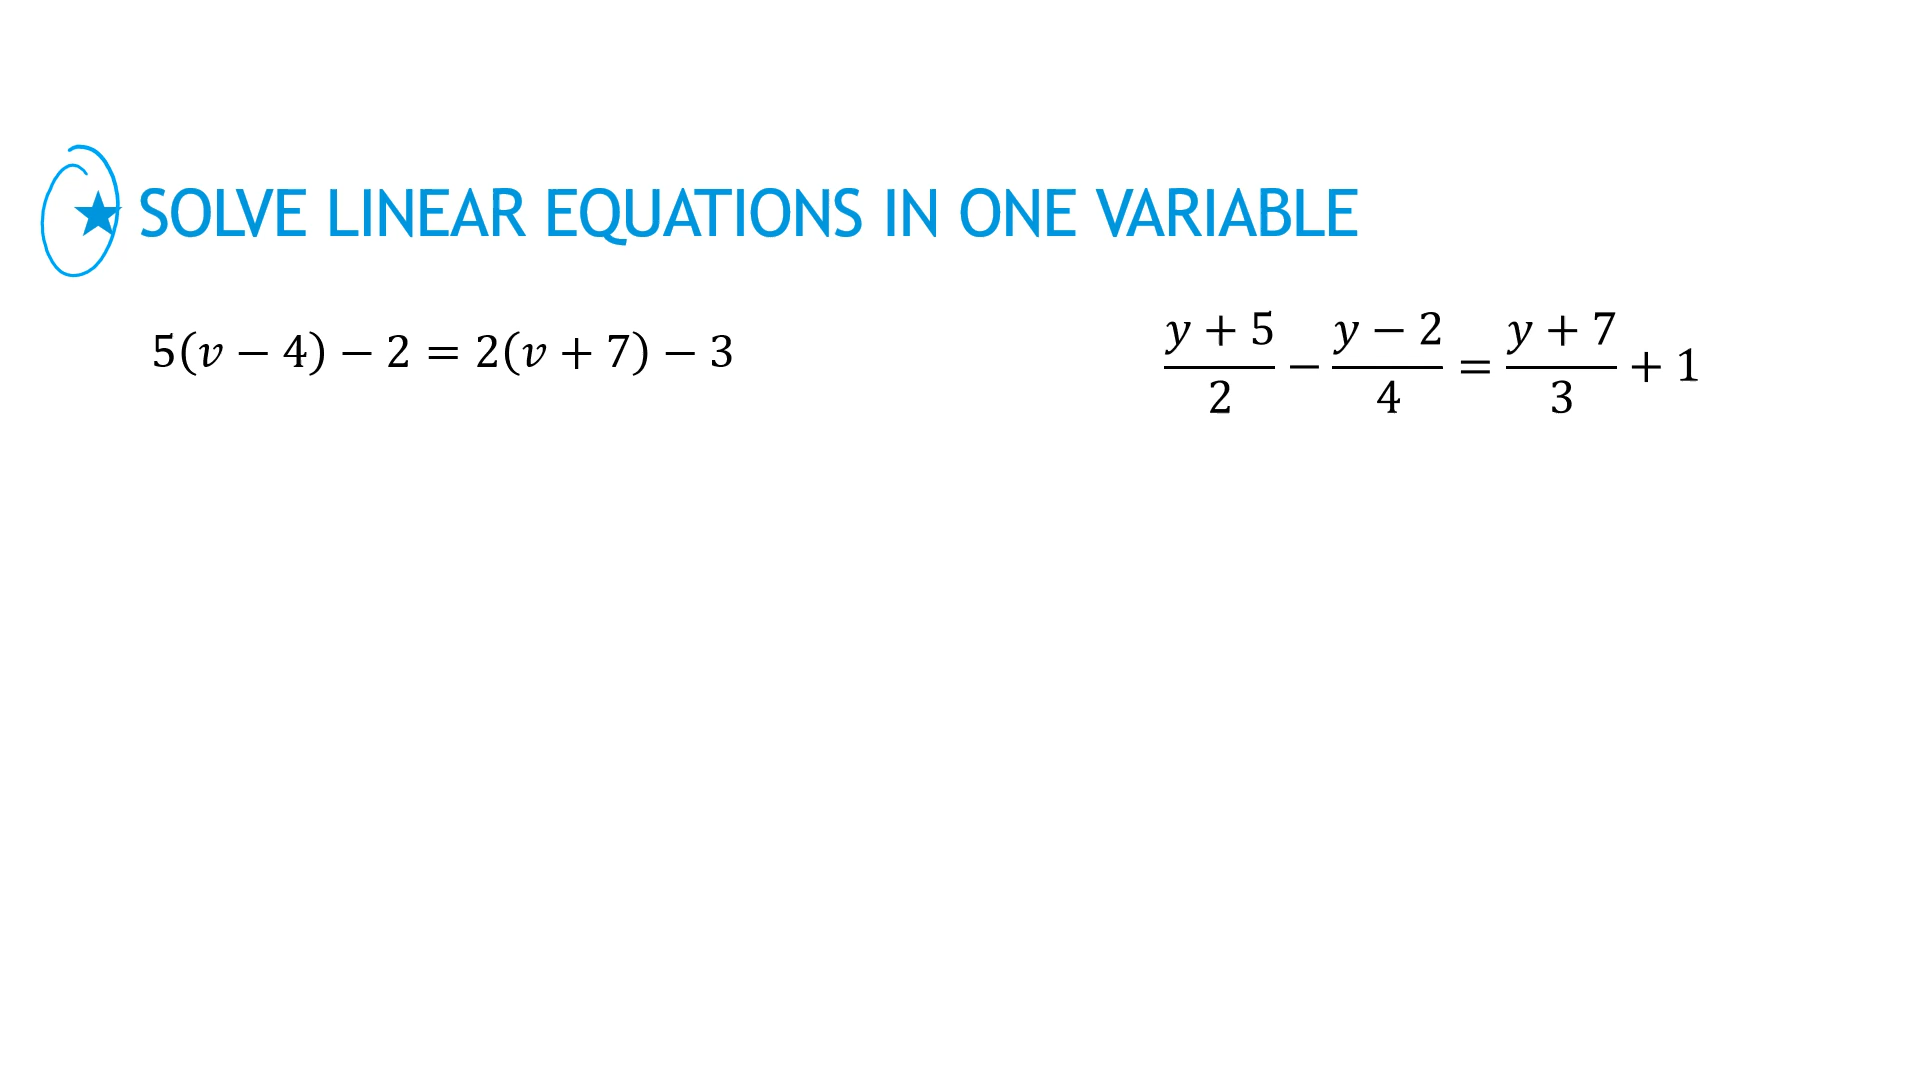 ★ SOLVE LINEAR EQUATIONS IN ONE VARIABLE
5(𝑣 − 4) − 2 = 2(𝑣 + 7) − 3
(𝑦 + 5)/2 − (𝑦 − 2)/4 = (𝑦 + 7)/3 + 1